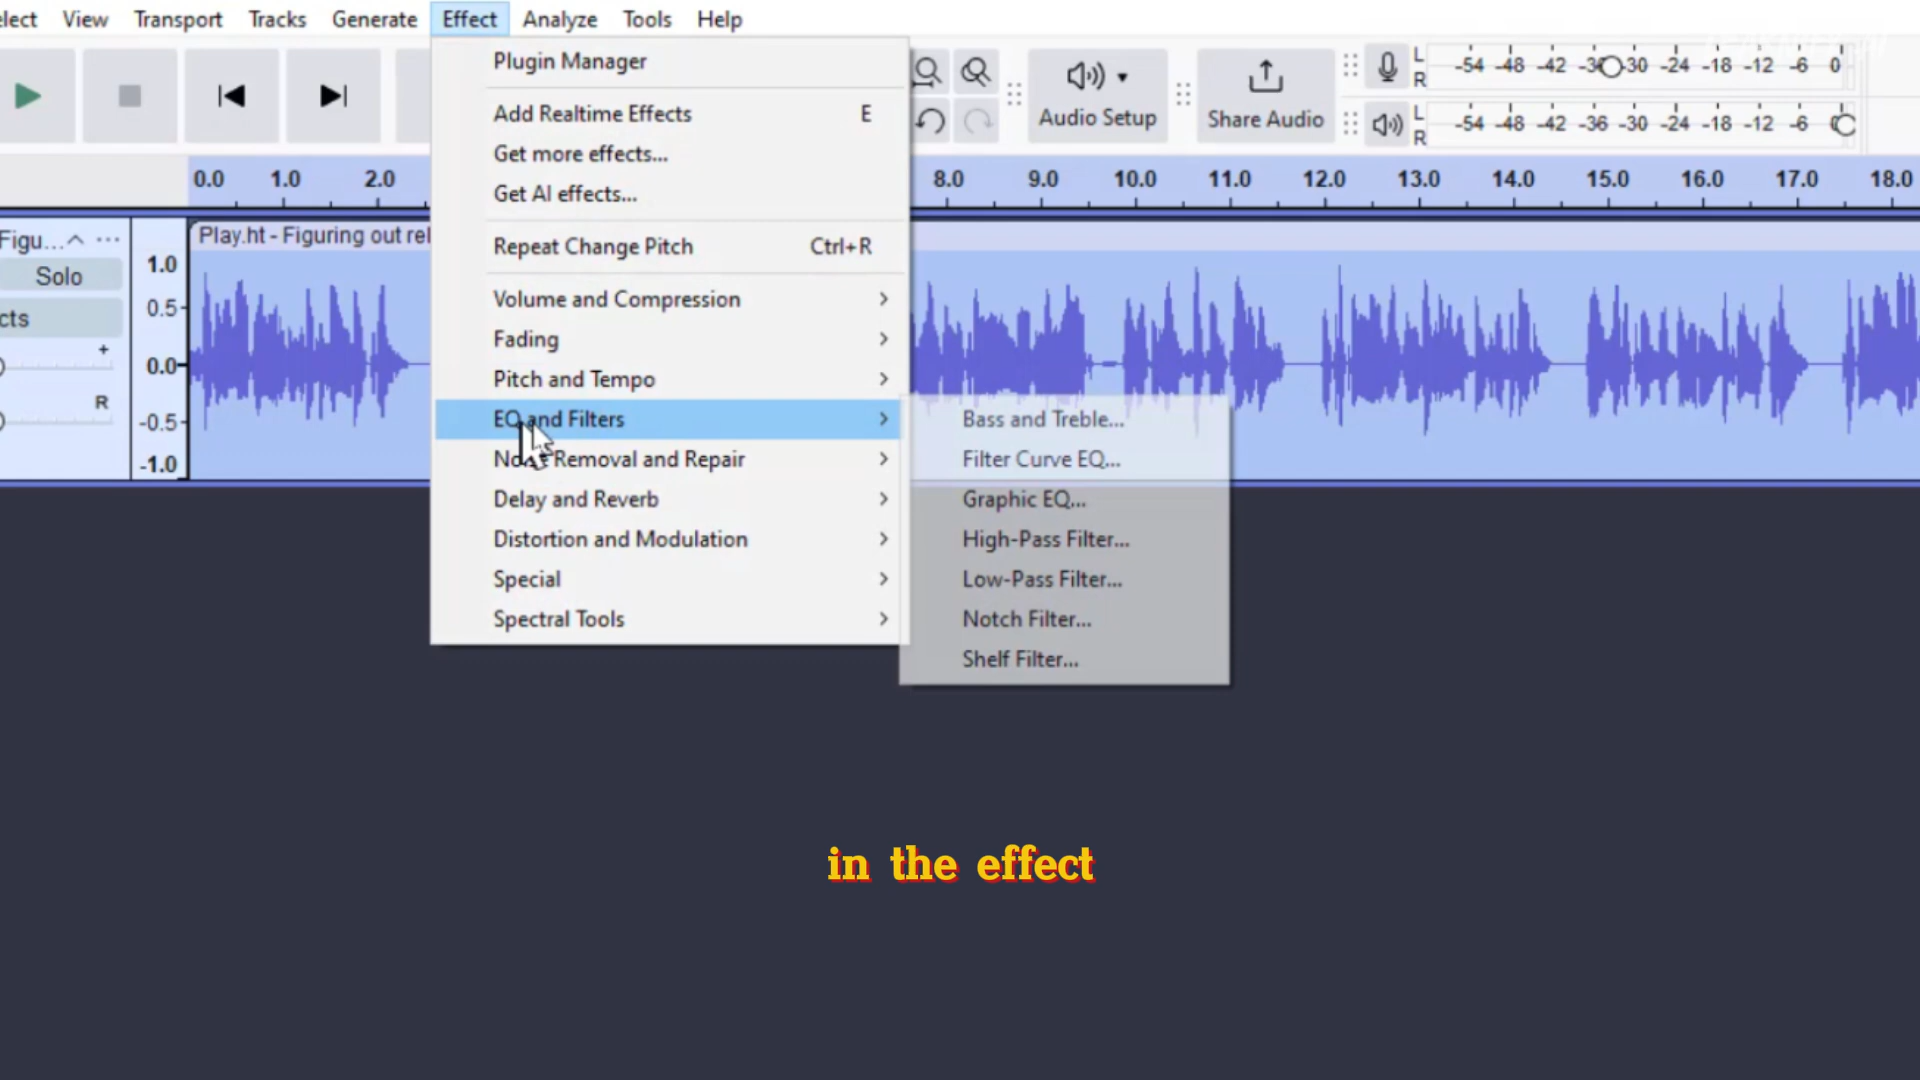 elect View Transport Tracks Generate Effect Analyze Tools Help
Plugin Manager
Add Realtime Effects E
Get more effects...
Get AI effects...
Repeat Change Pitch Ctrl+R
Volume and Compression
Fading
Pitch and Tempo
EQ and Filters
Noise Removal and Repair
Delay and Reverb
Distortion and Modulation
Special
Spectral Tools
Bass and Treble...
Filter Curve EQ...
Graphic EQ...
High-Pass Filter...
Low-Pass Filter...
Notch Filter...
Shelf Filter...
Audio Setup
Share Audio
L
R
-54 -48 -42 -36 -30 -24 -18 -12 -6 0
L
R
-54 -48 -42 -36 -30 -24 -18 -12 -6 0
0.0 1.0 2.0 8.0 9.0 10.0 11.0 12.0 13.0 14.0 15.0 16.0 17.0 18.0
Figu...
Play.ht - Figuring out rel
Solo
cts
R
1.0
0.5
0.0
-0.5
-1.0
in the effect